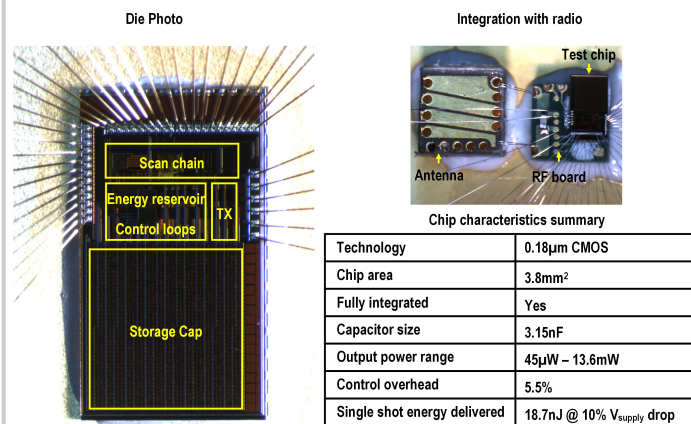 Die Photo
Integration with radio
Test chip
Scan chain
Energy reservoir
Control loops
TX
Storage Cap
Antenna
RF board
Chip characteristics summary
Technology 0.18µm CMOS
Chip area 3.8mm²
Fully integrated Yes
Capacitor size 3.15nF
Output power range 45µW – 13.6mW
Control overhead 5.5%
Single shot energy delivered 18.7nJ @ 10% Vsupply drop